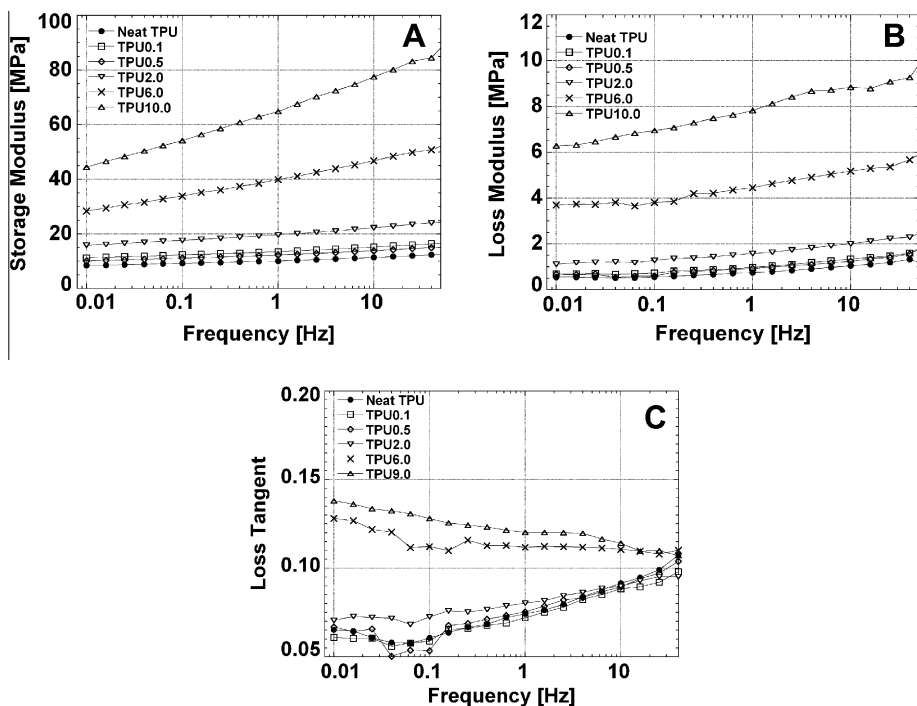 A
Storage Modulus [MPa]
100
80
60
40
20
0
Neat TPU
TPU0.1
TPU0.5
TPU2.0
TPU6.0
TPU10.0
0.01 0.1 1 10
Frequency [Hz]
B
Loss Modulus [MPa]
12
10
8
6
4
2
0
Neat TPU
TPU0.1
TPU0.5
TPU2.0
TPU6.0
TPU10.0
0.01 0.1 1 10
Frequency [Hz]
C
Loss Tangent
0.20
0.15
0.10
0.05
Neat TPU
TPU0.1
TPU0.5
TPU2.0
TPU6.0
TPU9.0
0.01 0.1 1 10
Frequency [Hz]